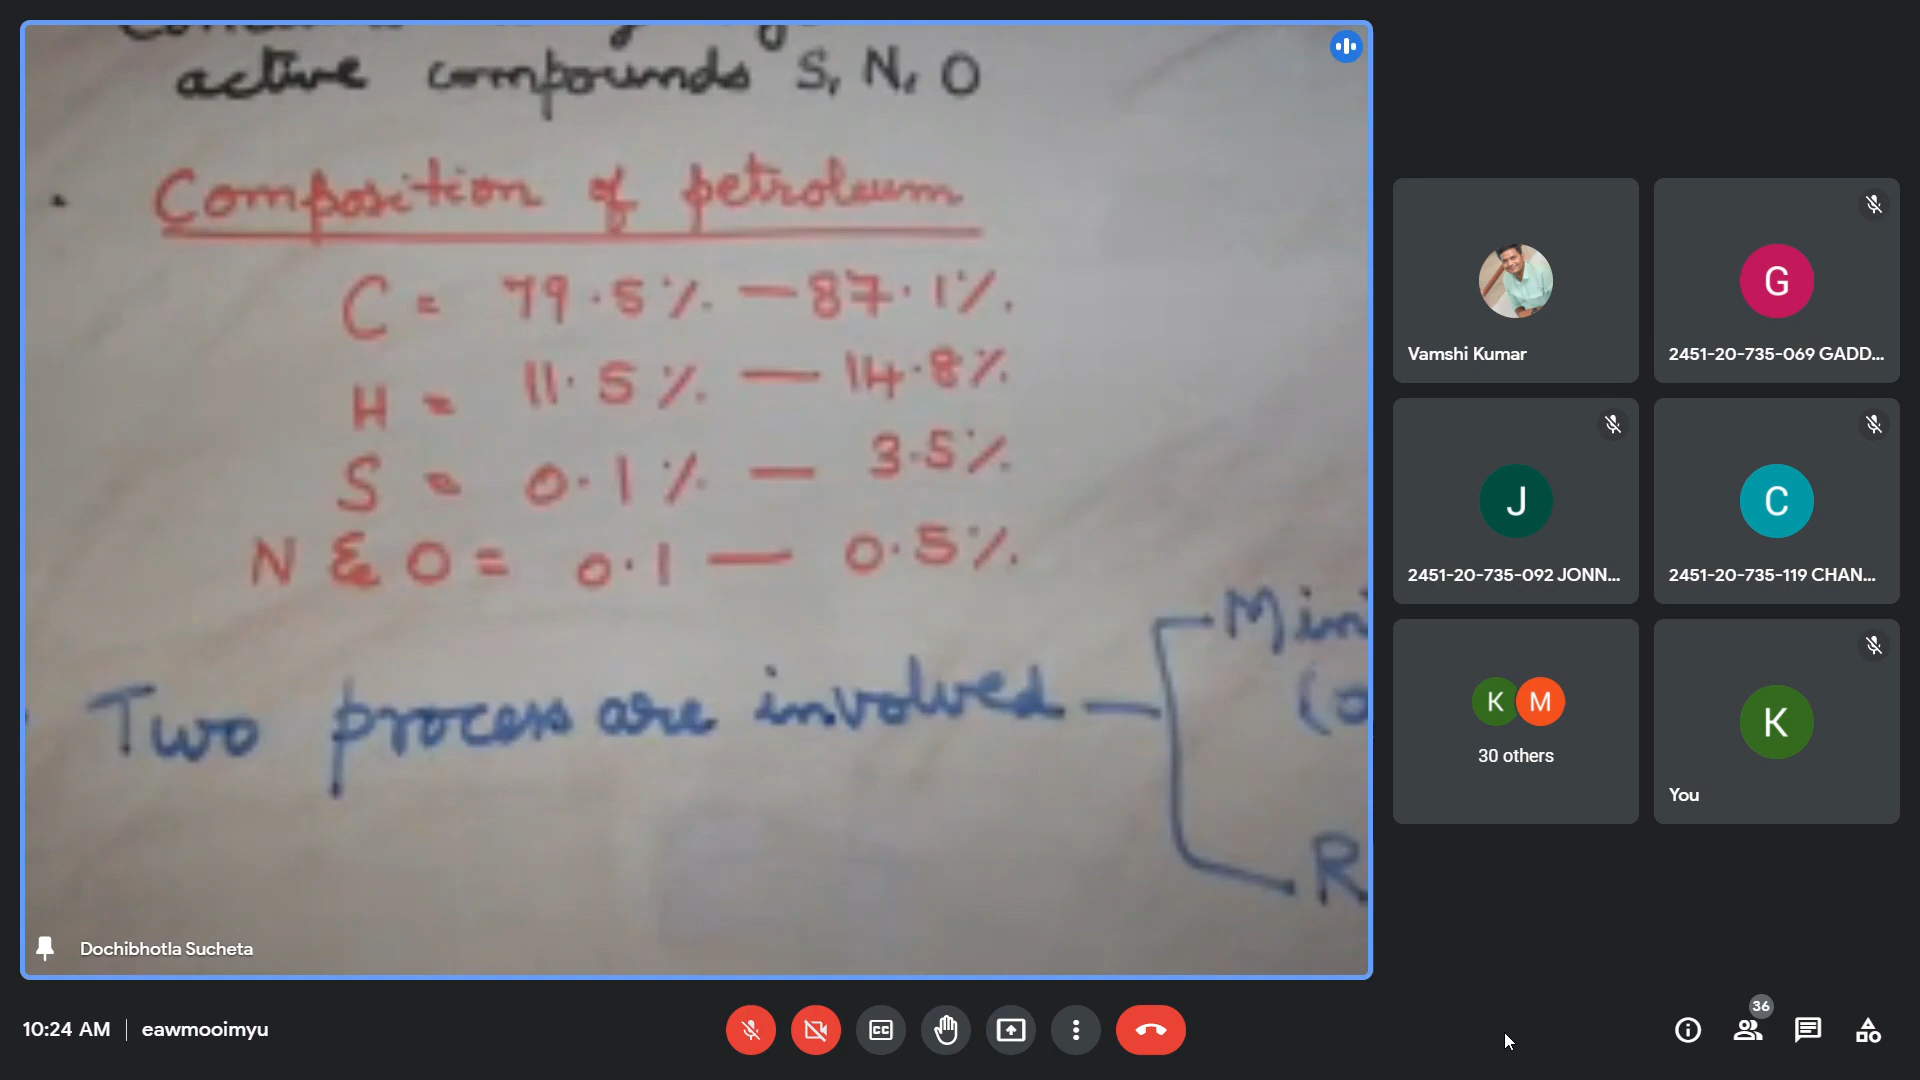 active compounds S, N, O
Composition of petroleum
C = 79.5% — 87.1%.
H = 11.5% — 14.8%
S = 0.1% — 3.5%
N & O = 0.1 — 0.5%.
Two process are involved
R
Dochibhotla Sucheta
Vamshi Kumar
G
2451-20-735-069 GADD...
J
2451-20-735-092 JONN...
C
2451-20-735-119 CHAN...
K M
30 others
K
You
10:24 AM | eawmooimyu
CC
36